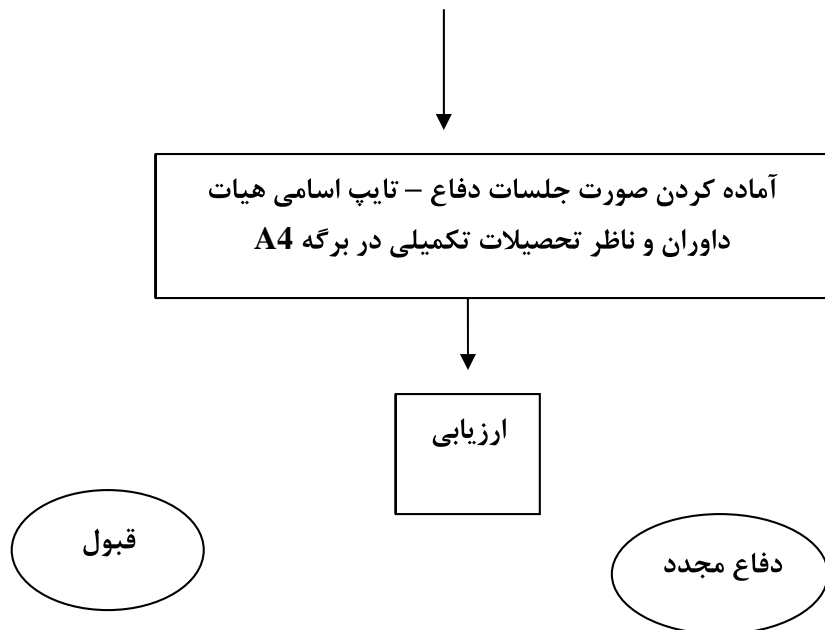 آماده کردن صورت جلسات دفاع – تایپ اسامی هیات
داوران و ناظر تحصیلات تکمیلی در برگه A4
ارزیابی
قبول
دفاع مجدد